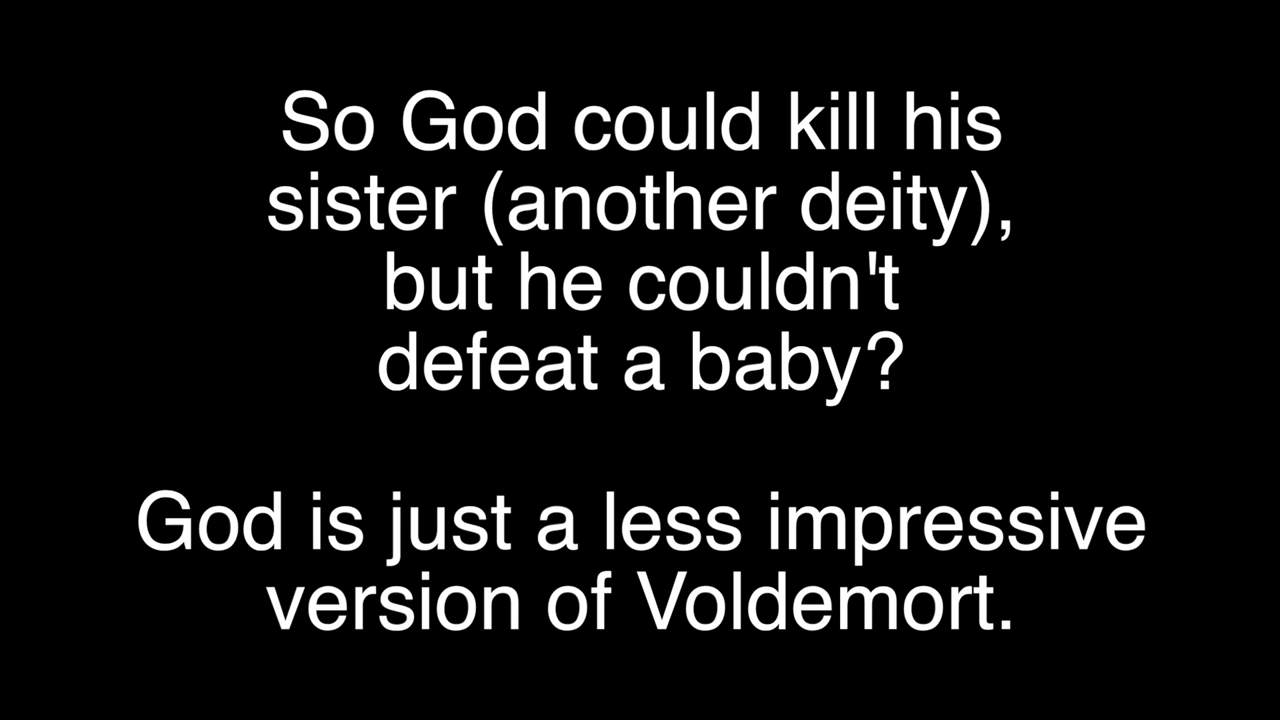 So God could kill his
sister (another deity),
but he couldn't
defeat a baby?
God is just a less impressive
version of Voldemort.